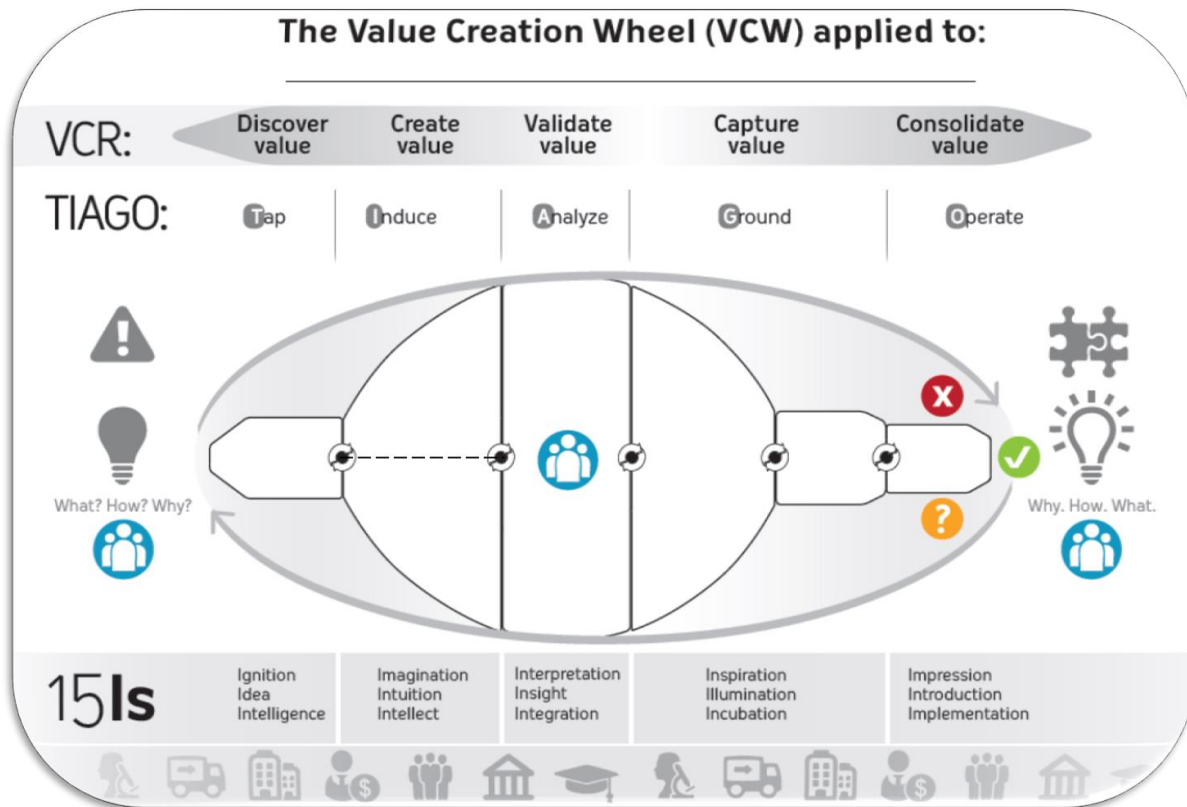 The Value Creation Wheel (VCW) applied to:
VCR:
Discover value
Create value
Validate value
Capture value
Consolidate value
TIAGO:
Tap
Induce
Analyze
Ground
Operate
!
X
What? How? Why?
?
Why. How. What.
15Is
Ignition
Idea
Intelligence
Imagination
Intuition
Intellect
Interpretation
Insight
Integration
Inspiration
Illumination
Incubation
Impression
Introduction
Implementation
$
$